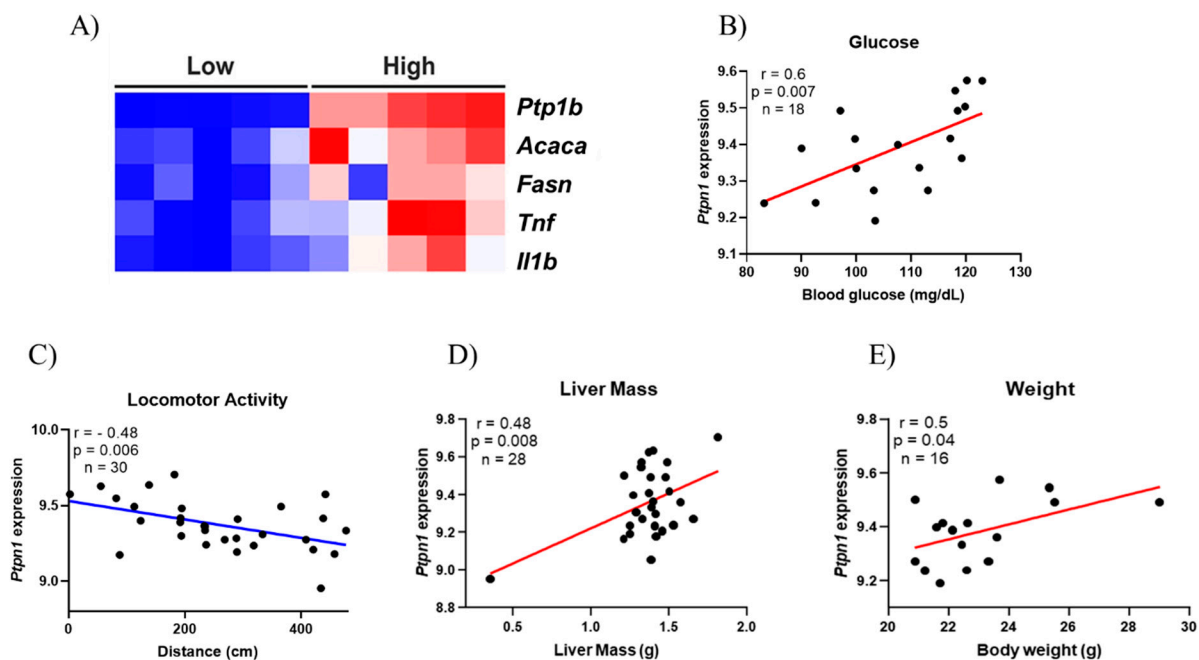 A)
Low High
Ptp1b
Acaca
Fasn
Tnf
Il1b
B)
Glucose
r = 0.6
p = 0.007
n = 18
Ptpn1 expression
9.6
9.5
9.4
9.3
9.2
9.1
80 90 100 110 120 130
Blood glucose (mg/dL)
C)
Locomotor Activity
r = - 0.48
p = 0.006
n = 30
Ptpn1 expression
10.0
9.5
9.0
0 200 400
Distance (cm)
D)
Liver Mass
r = 0.48
p = 0.008
n = 28
Ptpn1 expression
9.8
9.6
9.4
9.2
9.0
8.8
0.5 1.0 1.5 2.0
Liver Mass (g)
E)
Weight
r = 0.5
p = 0.04
n = 16
Ptpn1 expression
9.8
9.6
9.4
9.2
20 22 24 26 28 30
Body weight (g)